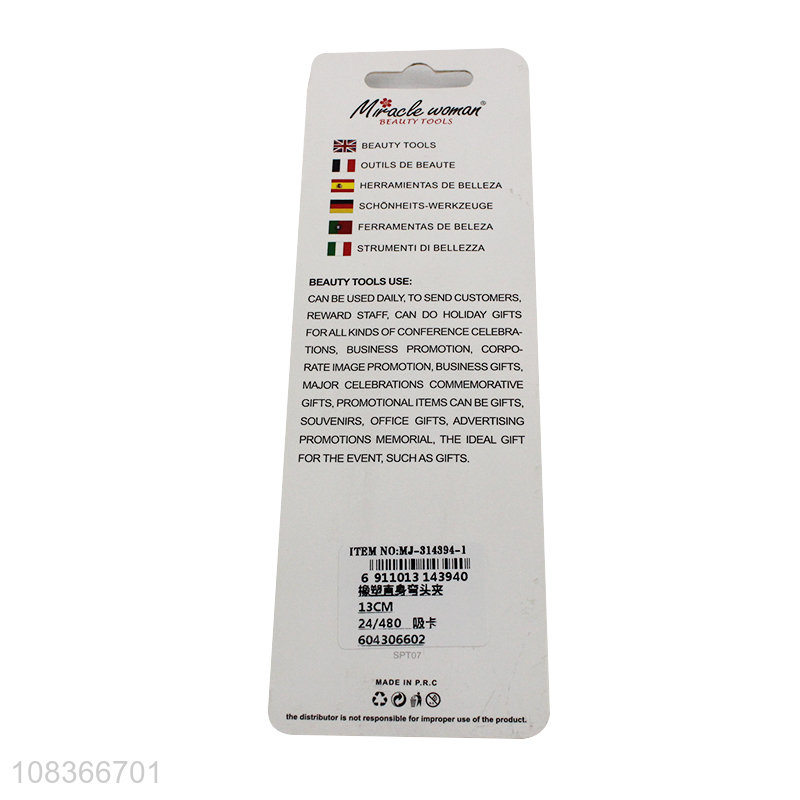 Miracle woman®
BEAUTY TOOLS
BEAUTY TOOLS
OUTILS DE BEAUTE
HERRAMIENTAS DE BELLEZA
SCHÖNHEITS-WERKZEUGE
FERRAMENTAS DE BELEZA
STRUMENTI DI BELLEZZA
BEAUTY TOOLS USE:
CAN BE USED DAILY, TO SEND CUSTOMERS,
REWARD STAFF, CAN DO HOLIDAY GIFTS
FOR ALL KINDS OF CONFERENCE CELEBRA-
TIONS, BUSINESS PROMOTION, CORPO-
RATE IMAGE PROMOTION, BUSINESS GIFTS,
MAJOR CELEBRATIONS COMMEMORATIVE
GIFTS, PROMOTIONAL ITEMS CAN BE GIFTS,
SOUVENIRS, OFFICE GIFTS, ADVERTISING
PROMOTIONS MEMORIAL, THE IDEAL GIFT
FOR THE EVENT, SUCH AS GIFTS.
ITEM NO:MJ-314394-1
6 911013 143940
橡塑直身弯头夹
13CM
24/480 吸卡
604306602
SPT07
MADE IN P.R.C
the distributor is not responsible for improper use of the product.
108366701